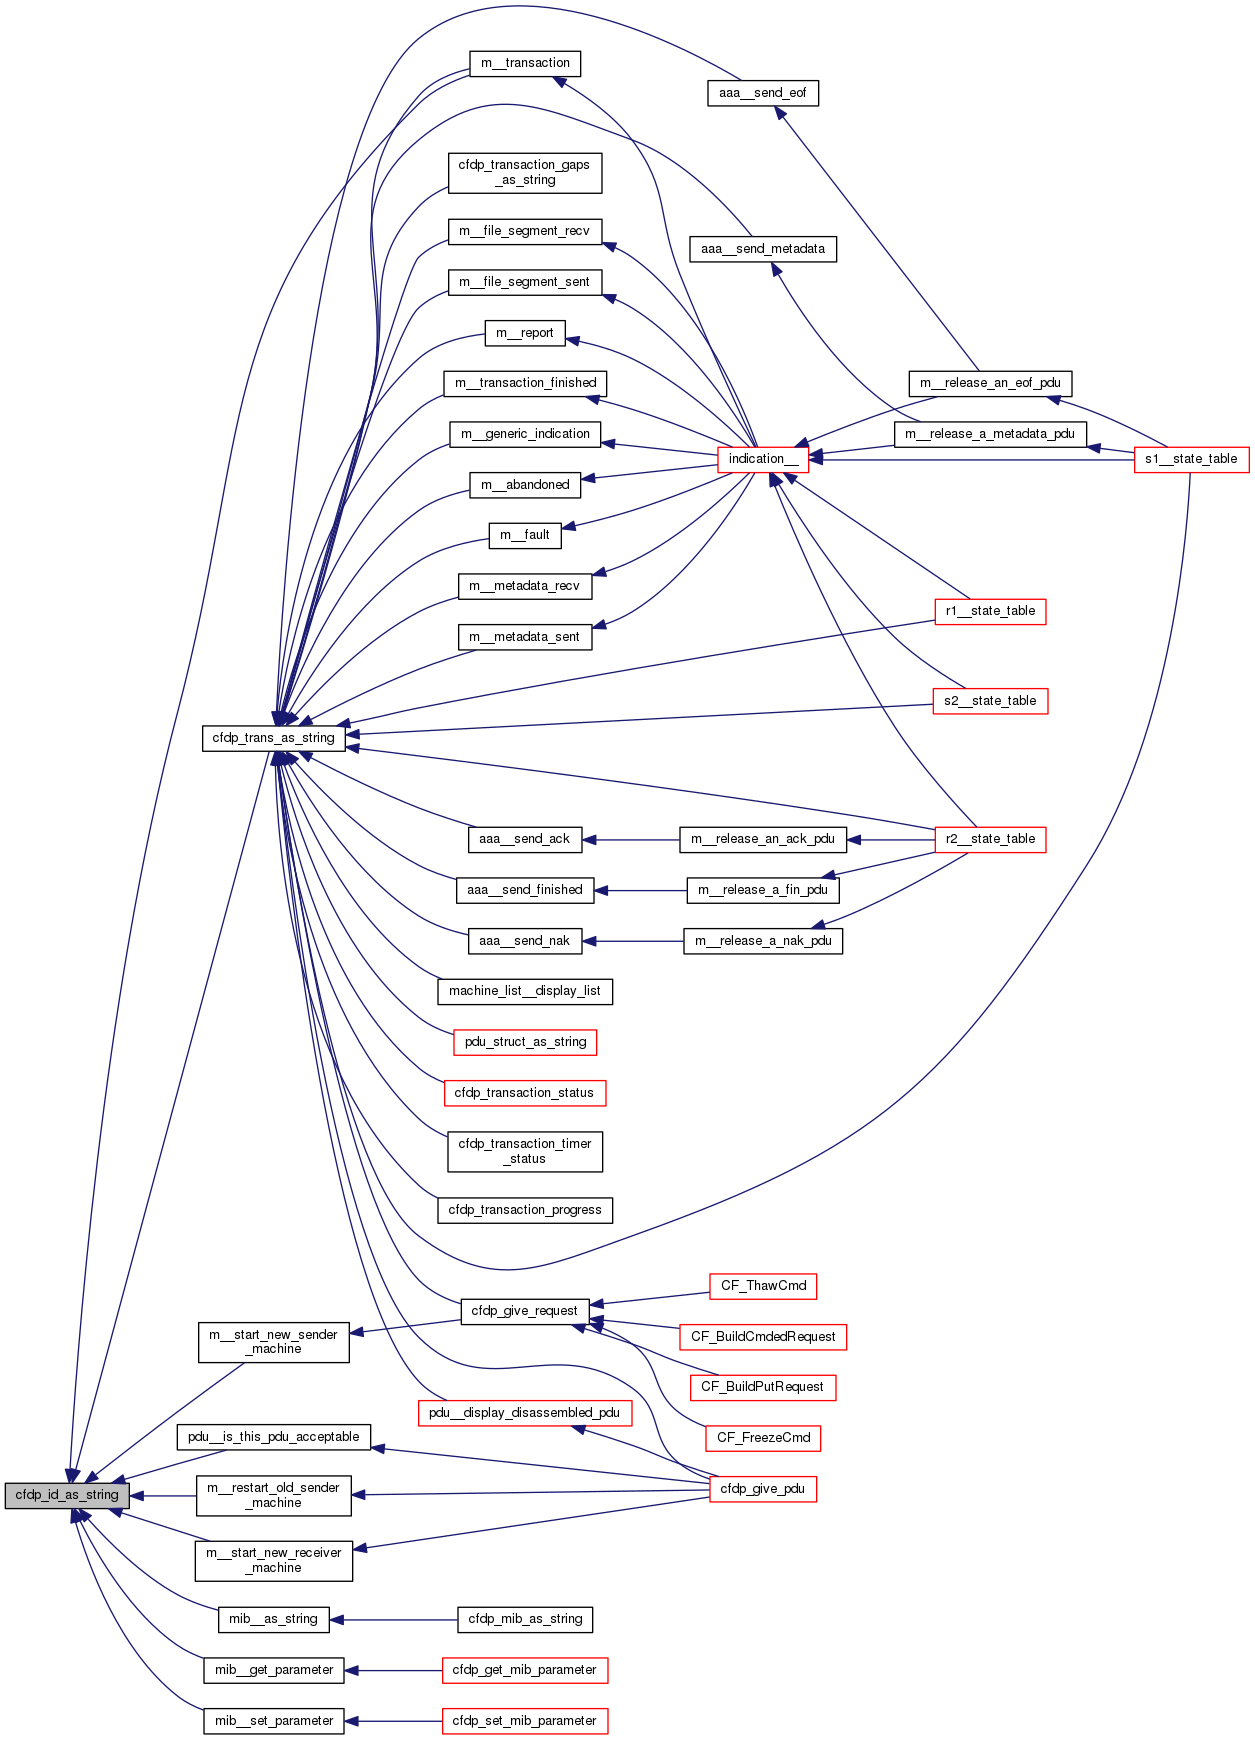 m__transaction
aaa__send_eof
cfdp_transaction_gaps
_as_string
m__file_segment_recv
aaa__send_metadata
m__file_segment_sent
m__report
m__transaction_finished
m__release_an_eof_pdu
m__generic_indication
m__release_a_metadata_pdu
indication__
s1__state_table
m__abandoned
m__fault
m__metadata_recv
r1__state_table
m__metadata_sent
s2__state_table
cfdp_trans_as_string
aaa__send_ack
m__release_an_ack_pdu
r2__state_table
aaa__send_finished
m__release_a_fin_pdu
aaa__send_nak
m__release_a_nak_pdu
machine_list__display_list
pdu_struct_as_string
cfdp_transaction_status
cfdp_transaction_timer
_status
cfdp_transaction_progress
CF_ThawCmd
cfdp_give_request
m__start_new_sender
_machine
CF_BuildCmdedRequest
CF_BuildPutRequest
pdu__display_disassembled_pdu
pdu__is_this_pdu_acceptable
CF_FreezeCmd
cfdp_id_as_string
m__restart_old_sender
_machine
cfdp_give_pdu
m__start_new_receiver
_machine
mib__as_string
cfdp_mib_as_string
mib__get_parameter
cfdp_get_mib_parameter
mib__set_parameter
cfdp_set_mib_parameter